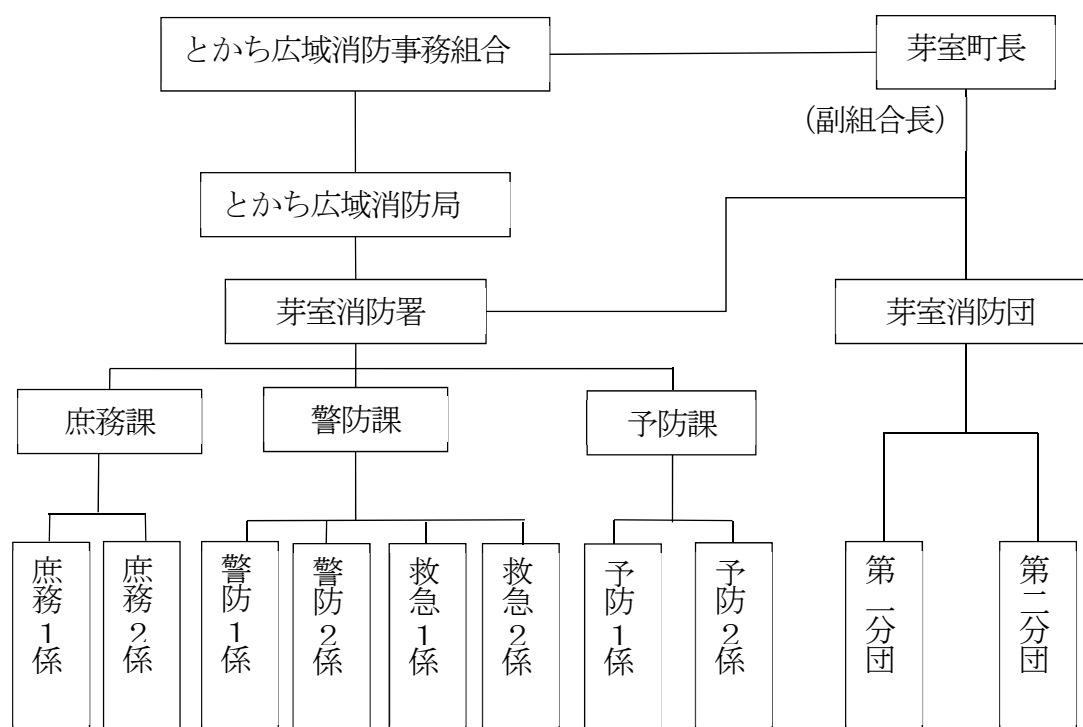 とかち広域消防事務組合
芽室町長
(副組合長)
とかち広域消防局
芽室消防署
芽室消防団
庶務課
警防課
予防課
庶務1係
庶務2係
警防1係
警防2係
救急1係
救急2係
予防1係
予防2係
第一分団
第二分団